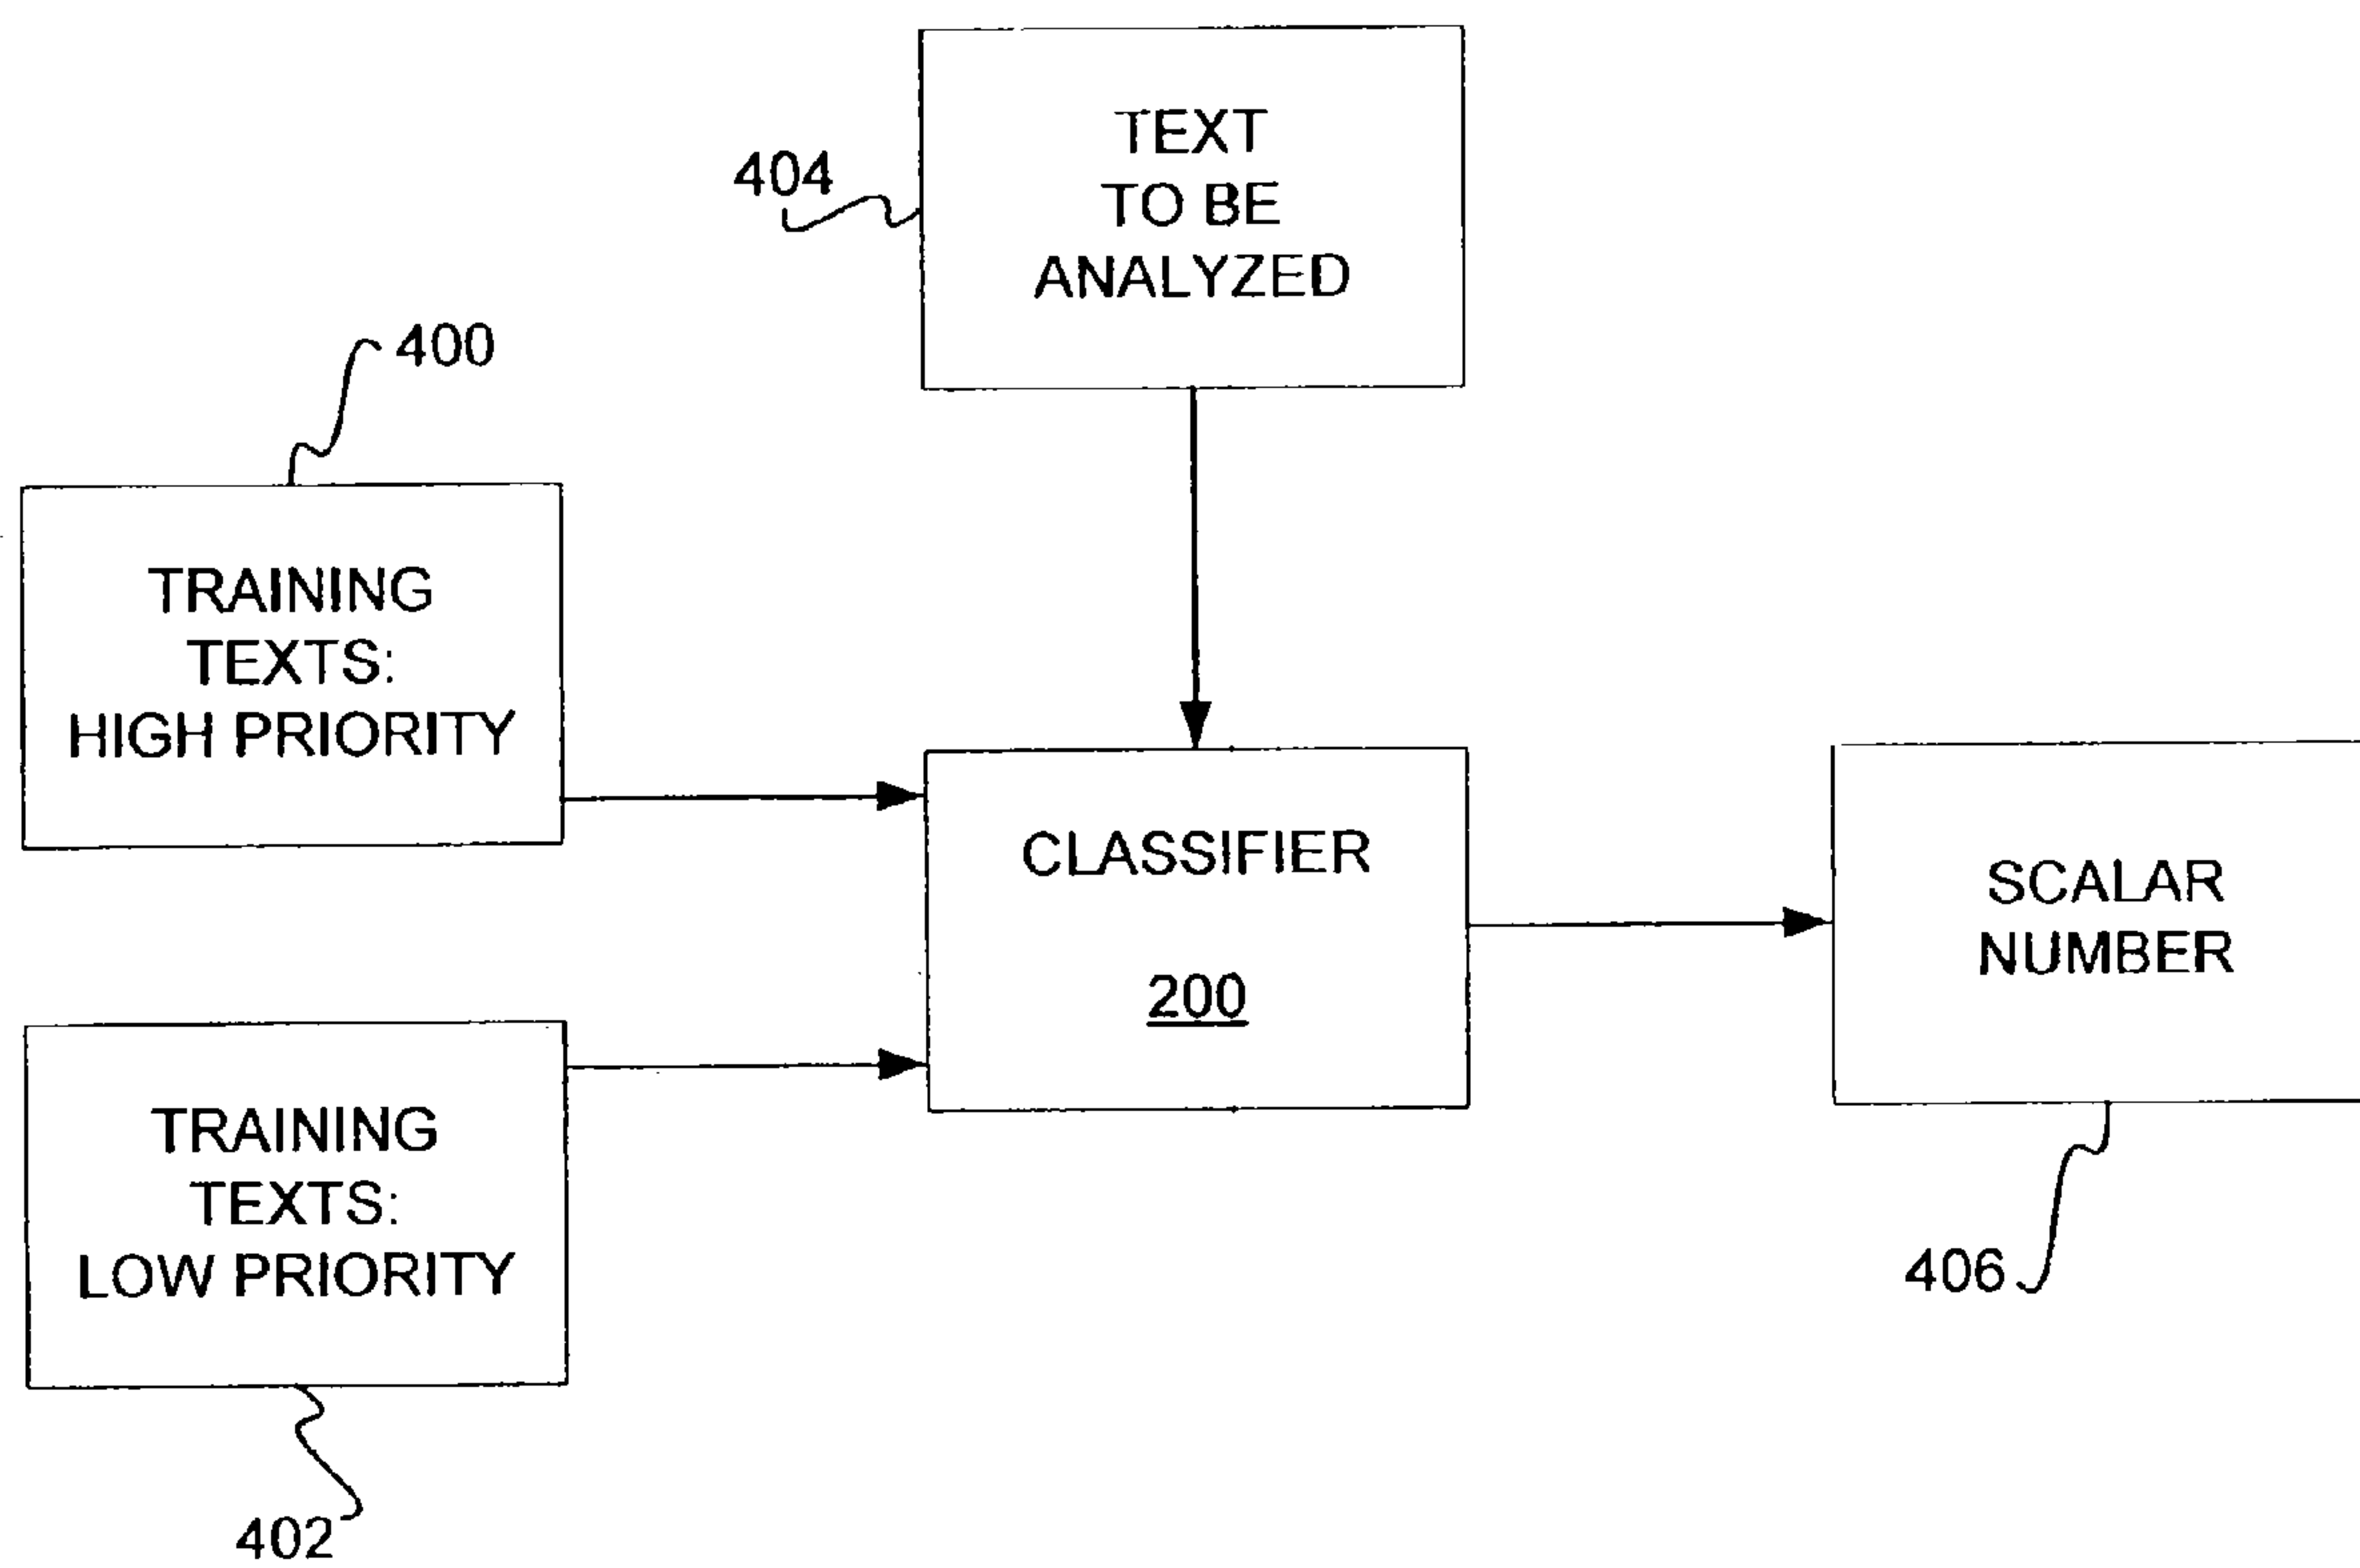 TEXT
TO BE
ANALYZED
404
400
TRAINING
TEXTS:
HIGH PRIORITY
CLASSIFIER
200
SCALAR
NUMBER
TRAINING
TEXTS:
LOW PRIORITY
406
402